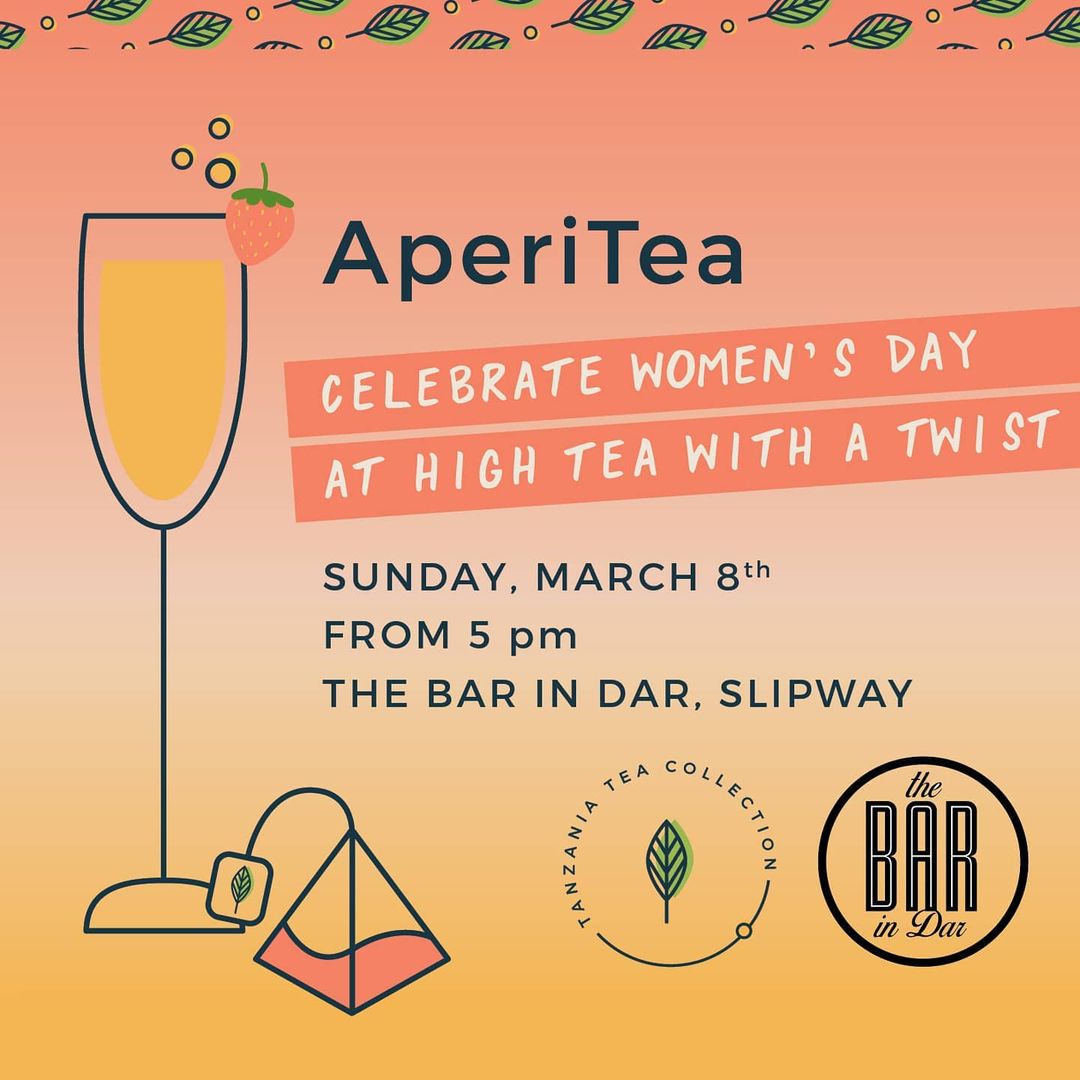 AperiTea
CELEBRATE WOMEN'S DAY
AT HIGH TEA WITH A TWIST
SUNDAY, MARCH 8th
FROM 5 pm
THE BAR IN DAR, SLIPWAY
TANZANIA TEA COLLECTION
the
BAR
in Dar